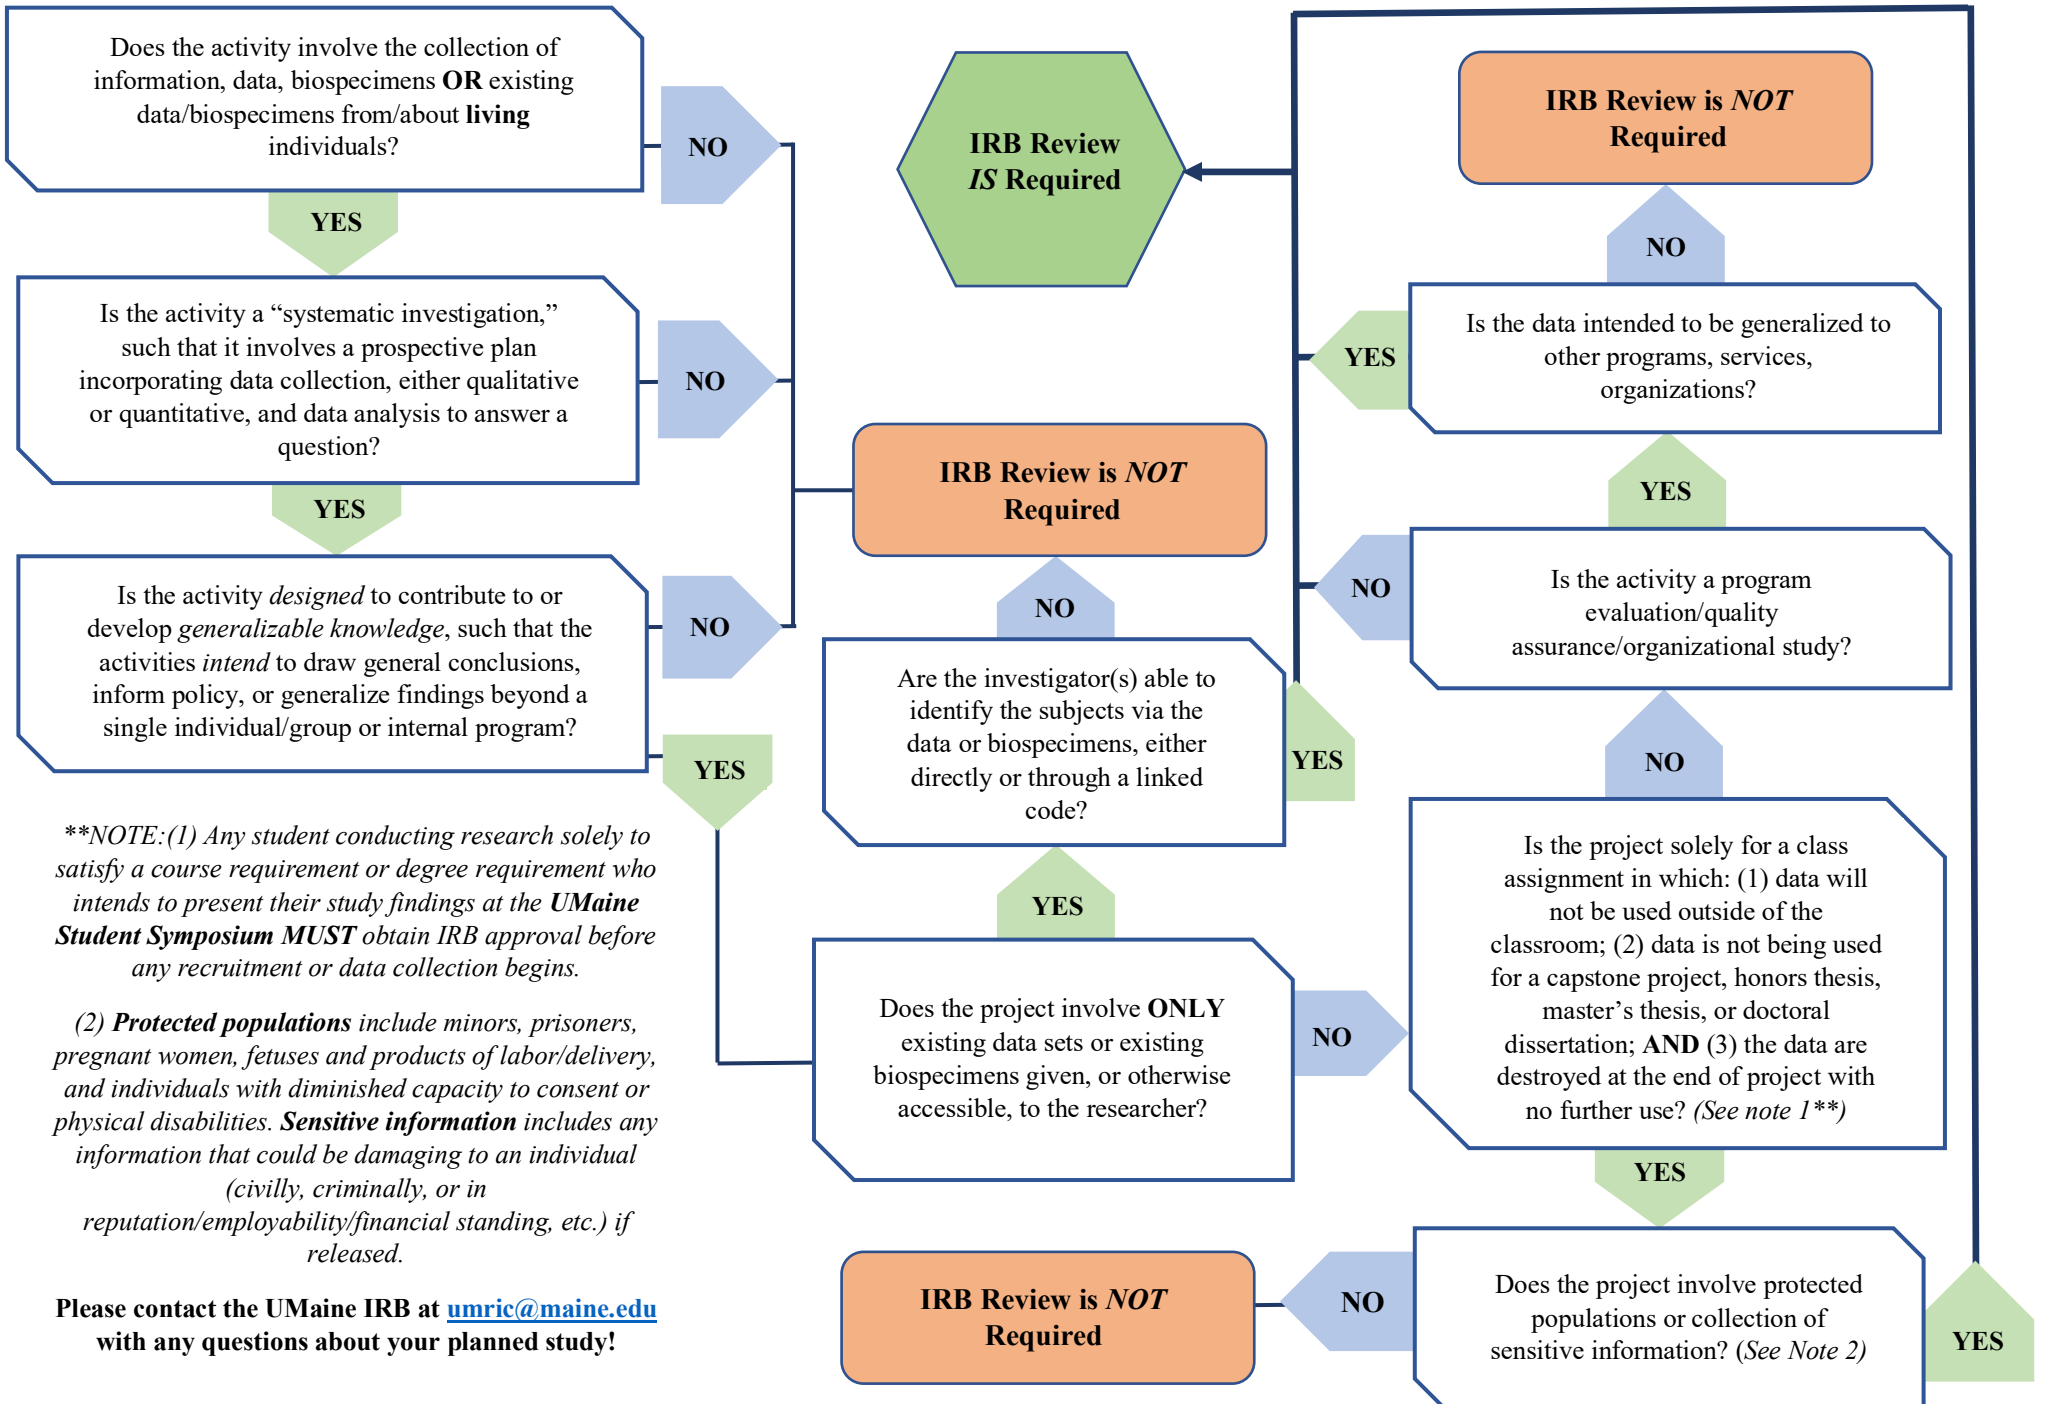 Does the activity involve the collection of
information, data, biospecimens OR existing
data/biospecimens from/about living
individuals?
NO
YES
Is the activity a “systematic investigation,”
such that it involves a prospective plan
incorporating data collection, either qualitative
or quantitative, and data analysis to answer a
question?
NO
YES
Is the activity designed to contribute to or
develop generalizable knowledge, such that the
activities intend to draw general conclusions,
inform policy, or generalize findings beyond a
single individual/group or internal program?
NO
YES
**NOTE:(1) Any student conducting research solely to
satisfy a course requirement or degree requirement who
intends to present their study findings at the UMaine
Student Symposium MUST obtain IRB approval before
any recruitment or data collection begins.
(2) Protected populations include minors, prisoners,
pregnant women, fetuses and products of labor/delivery,
and individuals with diminished capacity to consent or
physical disabilities. Sensitive information includes any
information that could be damaging to an individual
(civilly, criminally, or in
reputation/employability/financial standing, etc.) if
released.
Please contact the UMaine IRB at umric@maine.edu
with any questions about your planned study!
IRB Review
IS Required
IRB Review is NOT
Required
NO
Are the investigator(s) able to
identify the subjects via the
data or biospecimens, either
directly or through a linked
code?
YES
YES
Does the project involve ONLY
existing data sets or existing
biospecimens given, or otherwise
accessible, to the researcher?
NO
IRB Review is NOT
Required
NO
Is the data intended to be generalized to
other programs, services,
organizations?
YES
YES
Is the activity a program
evaluation/quality
assurance/organizational study?
NO
NO
Is the project solely for a class
assignment in which: (1) data will
not be used outside of the
classroom; (2) data is not being used
for a capstone project, honors thesis,
master’s thesis, or doctoral
dissertation; AND (3) the data are
destroyed at the end of project with
no further use? (See note 1**)
YES
Does the project involve protected
populations or collection of
sensitive information? (See Note 2)
YES
NO
IRB Review is NOT
Required